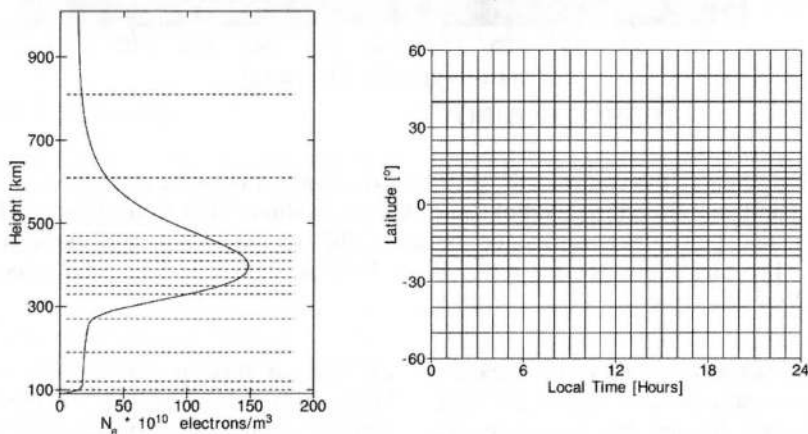 900
700
500
300
100
Height [km]
0 50 100 150 200
N_e * 10^10 electrons/m^3
60
30
0
-30
-60
Latitude [°]
0 6 12 18 24
Local Time [Hours]